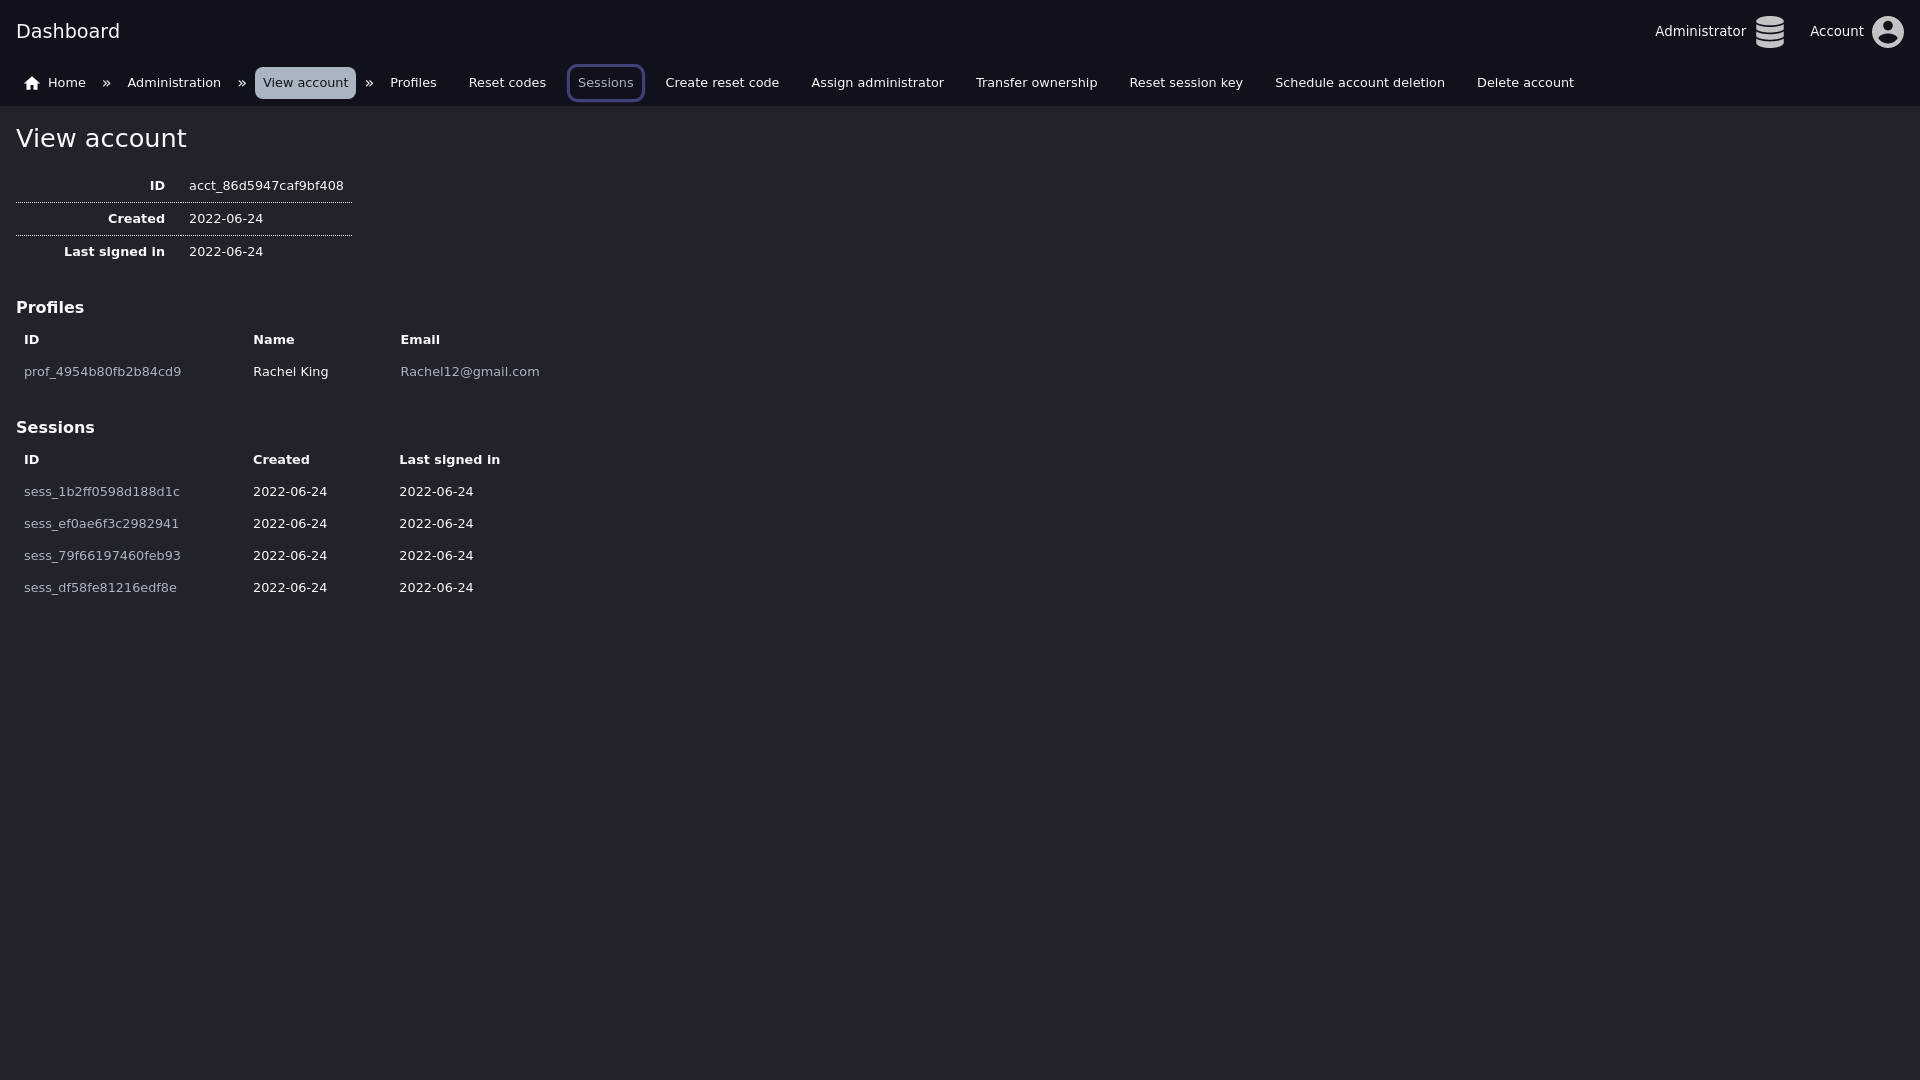 Dashboard
Administrator
Account
Home » Administration » View account » Profiles Reset codes Sessions Create reset code Assign administrator Transfer ownership Reset session key Schedule account deletion Delete account
View account
ID acct_86d5947caf9bf408
Created 2022-06-24
Last signed in 2022-06-24
Profiles
ID Name Email
prof_4954b80fb2b84cd9 Rachel King Rachel12@gmail.com
Sessions
ID Created Last signed in
sess_1b2ff0598d188d1c 2022-06-24 2022-06-24
sess_ef0ae6f3c2982941 2022-06-24 2022-06-24
sess_79f66197460feb93 2022-06-24 2022-06-24
sess_df58fe81216edf8e 2022-06-24 2022-06-24